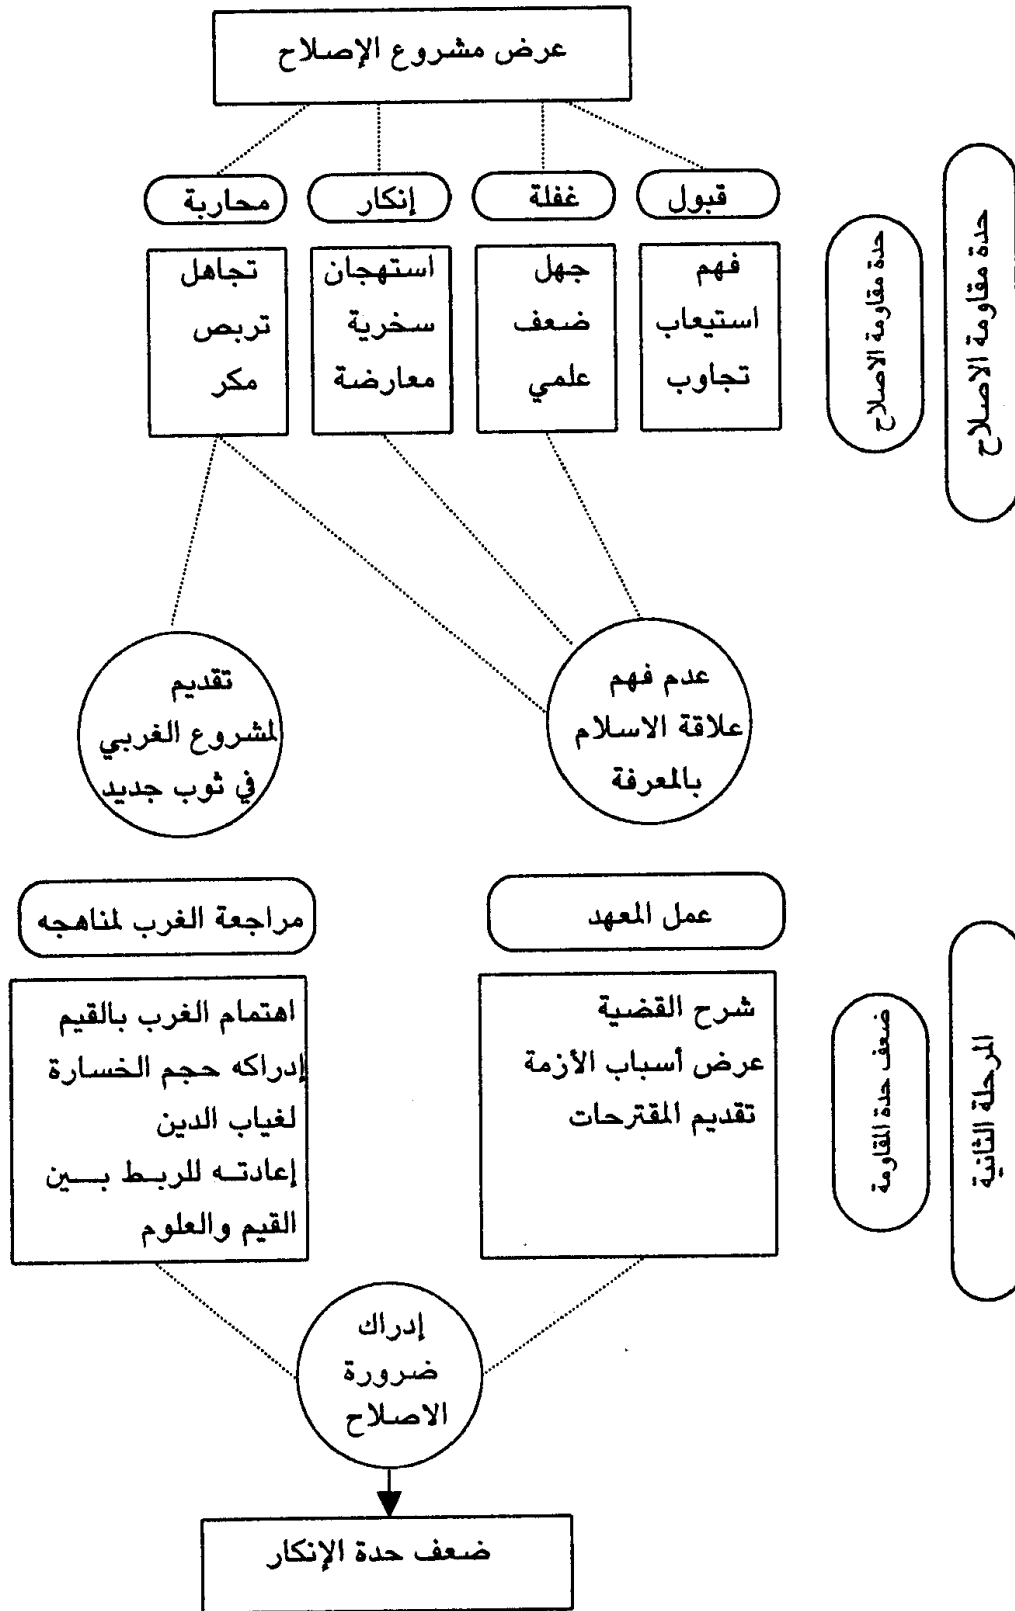 عرض مشروع الإصلاح
قبول
غفلة
إنكار
محاربة
فهم
استيعاب
تجاوب
جهل
ضعف
علمي
استهجان
سخرية
معارضة
تجاهل
تربص
مكر
حدة مقاومة الاصلاح
حدة مقاومة الاصلاح
عدم فهم
علاقة الاسلام
بالمعرفة
تقديم
لمشروع الغربي
في ثوب جديد
عمل المعهد
مراجعة الغرب لمناهجه
شرح القضية
عرض أسباب الأزمة
تقديم المقترحات
اهتمام الغرب بالقيم
إدراكه حجم الخسارة
لغياب الدين
إعادته للربط بين
القيم والعلوم
المرحلة الثانية
ضعف حدة المقاومة
إدراك
ضرورة
الاصلاح
ضعف حدة الإنكار